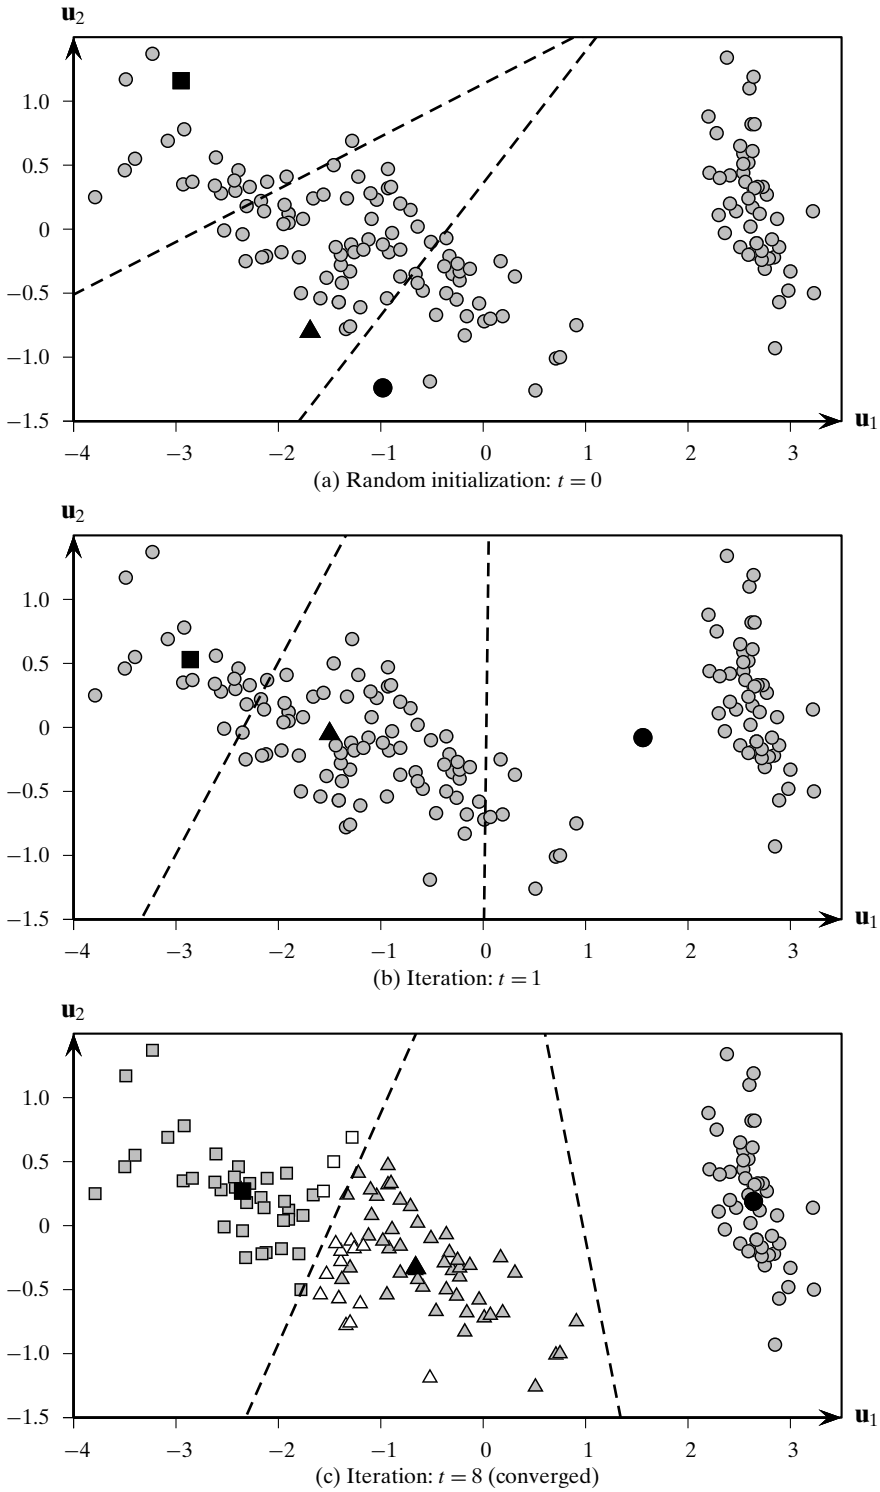 u2
1.0
0.5
0
−0.5
−1.0
−1.5
u1
−4 −3 −2 −1 0 1 2 3
(a) Random initialization: t = 0
u2
1.0
0.5
0
−0.5
−1.0
−1.5
u1
−4 −3 −2 −1 0 1 2 3
(b) Iteration: t = 1
u2
1.0
0.5
0
−0.5
−1.0
−1.5
u1
−4 −3 −2 −1 0 1 2 3
(c) Iteration: t = 8 (converged)